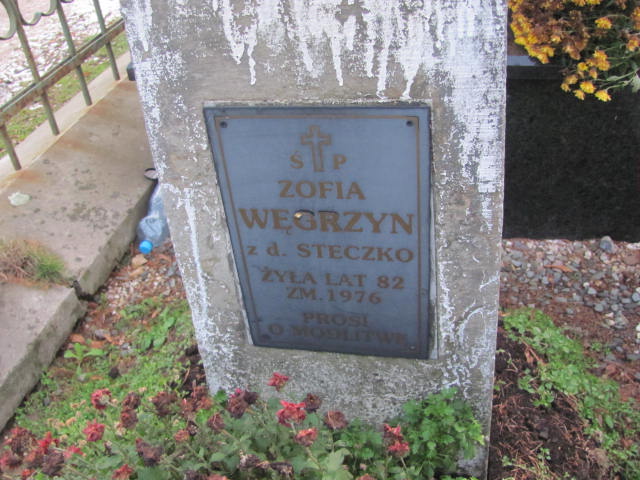 Ś P
ZOFIA
WĘGRZYN
z d. STECZKO
ŻYŁA LAT 82
ZM. 1976
PROSI
O MODLITWĘ